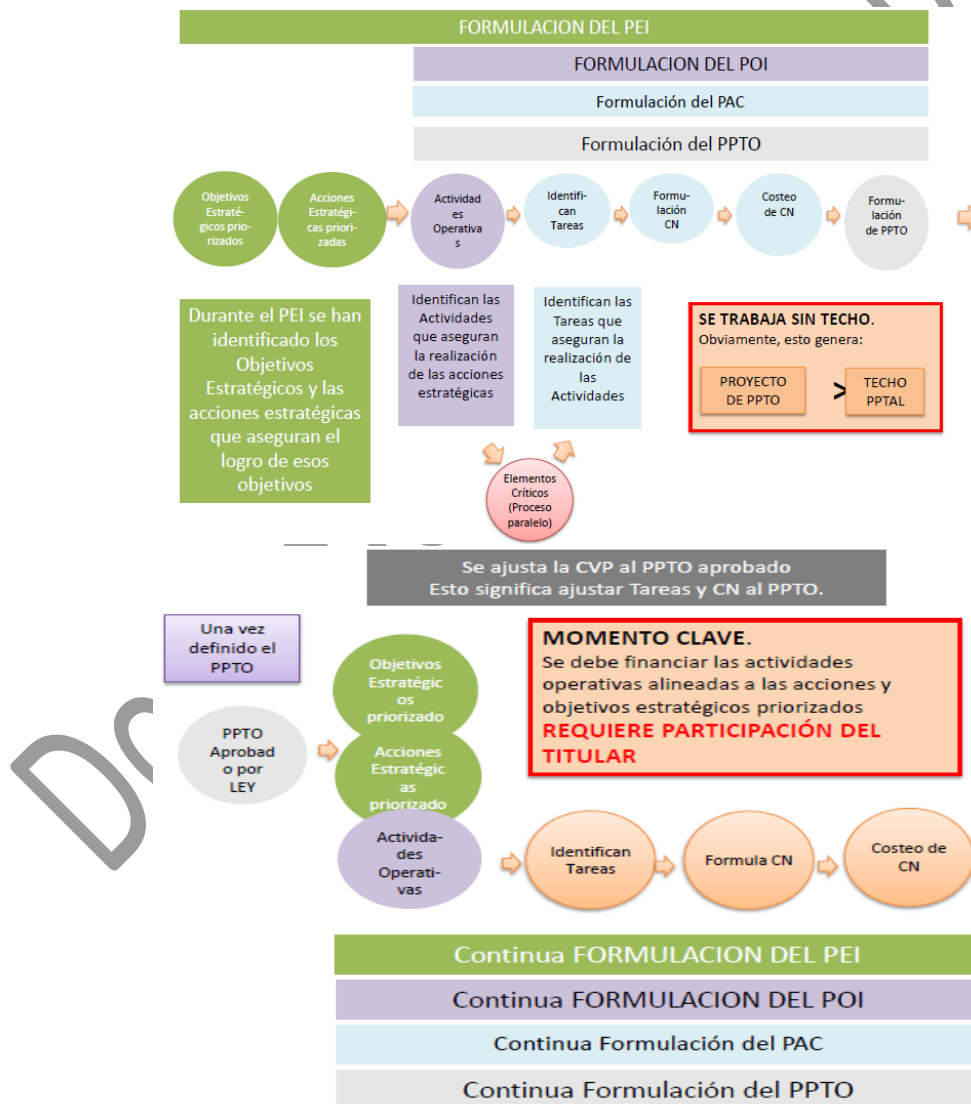 FORMULACION DEL PEI
FORMULACION DEL POI
Formulación del PAC
Formulación del PPTO
Objetivos
Estraté-
gicos prio-
rizados
Acciones
Estratégi-
cas priori-
zadas
Actividad
es
Operativa
s
Identifi-
can
Tareas
Formu-
lación
CN
Costeo
de CN
Formu-
lación
de PPTO
Durante el PEI se han
identificado los
Objetivos
Estratégicos y las
acciones estratégicas
que aseguran el
logro de esos
objetivos
Identifican las
Actividades
que aseguran
la realización
de las acciones
estratégicas
Identifican las
Tareas que
aseguran la
realización de
las
Actividades
SE TRABAJA SIN TECHO.
Obviamente, esto genera:
PROYECTO
DE PPTO
>
TECHO
PPTAL
Elementos
Críticos
(Proceso
paralelo)
Se ajusta la CVP al PPTO aprobado
Esto significa ajustar Tareas y CN al PPTO.
Una vez
definido el
PPTO
PPTO
Aprobad
o por
LEY
Objetivos
Estratégic
os
priorizado
Acciones
Estratégic
as
priorizado
Activida-
des
Operati-
vas
MOMENTO CLAVE.
Se debe financiar las actividades
operativas alineadas a las acciones y
objetivos estratégicos priorizados
REQUIERE PARTICIPACIÓN DEL
TITULAR
Identifican
Tareas
Formula CN
Costeo de
CN
Continua FORMULACION DEL PEI
Continua FORMULACION DEL POI
Continua Formulación del PAC
Continua Formulación del PPTO